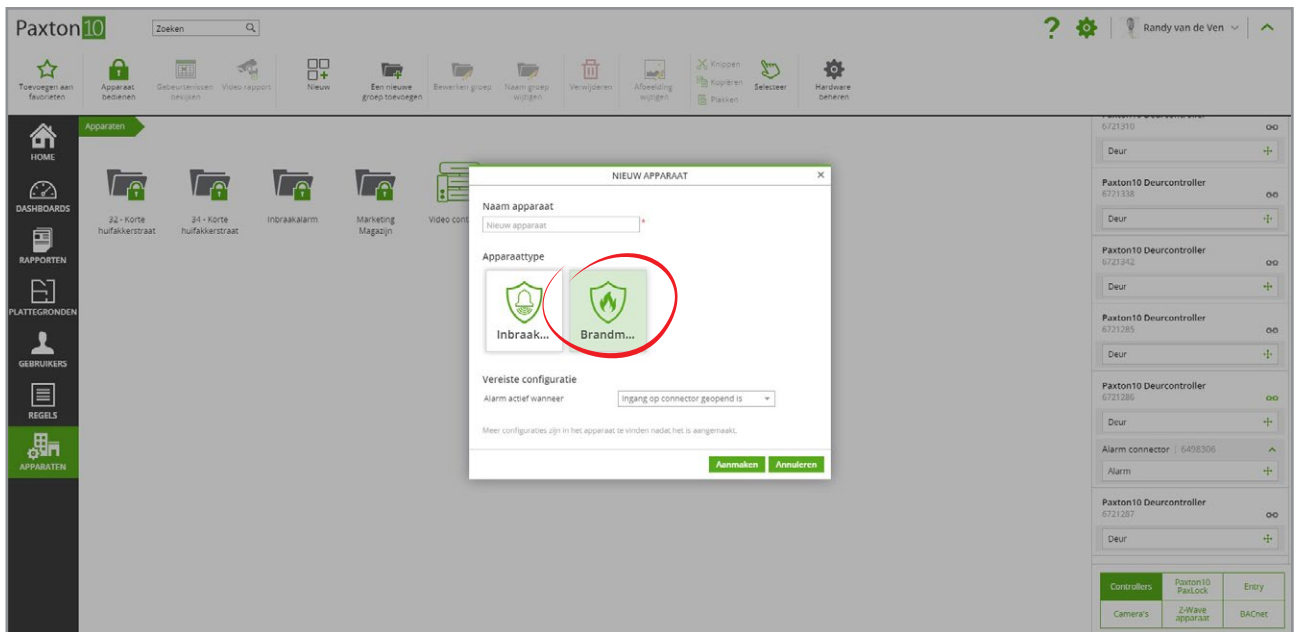 Paxton10
Zoeken
Randy van de Ven
Toevoegen aan
favorieten
Apparaat
bedienen
Gebeurtenissen
bekijken
Video rapport
Nieuw
Een nieuwe
groep toevoegen
Bewerken groep
Naam groep
wijzigen
Verwijderen
Afbeelding
wijzigen
Knippen
Kopiëren
Plakken
Selecteer
Hardware
beheren
HOME
DASHBOARDS
RAPPORTEN
PLATTEGRONDEN
GEBRUIKERS
REGELS
APPARATEN
Apparaten
32 - Korte
huifakkerstraat
34 - Korte
huifakkerstraat
Inbraakalarm
Marketing
Magazijn
Video cont
NIEUW APPARAAT
Naam apparaat
Nieuw apparaat *
Apparaattype
Inbraak...
Brandm...
Vereiste configuratie
Alarm actief wanneer
Ingang op connector geopend is
Meer configuraties zijn in het apparaat te vinden nadat het is aangemaakt.
Aanmaken
Annuleren
Paxton10 Deurcontroller
6721310
Deur
Paxton10 Deurcontroller
6721338
Deur
Paxton10 Deurcontroller
6721342
Deur
Paxton10 Deurcontroller
6721285
Deur
Paxton10 Deurcontroller
6721286
Deur
Alarm connector | 6498306
Alarm
Paxton10 Deurcontroller
6721287
Deur
Controllers
Paxton10
PaxLock
Entry
Camera's
Z-Wave
apparaat
BACnet